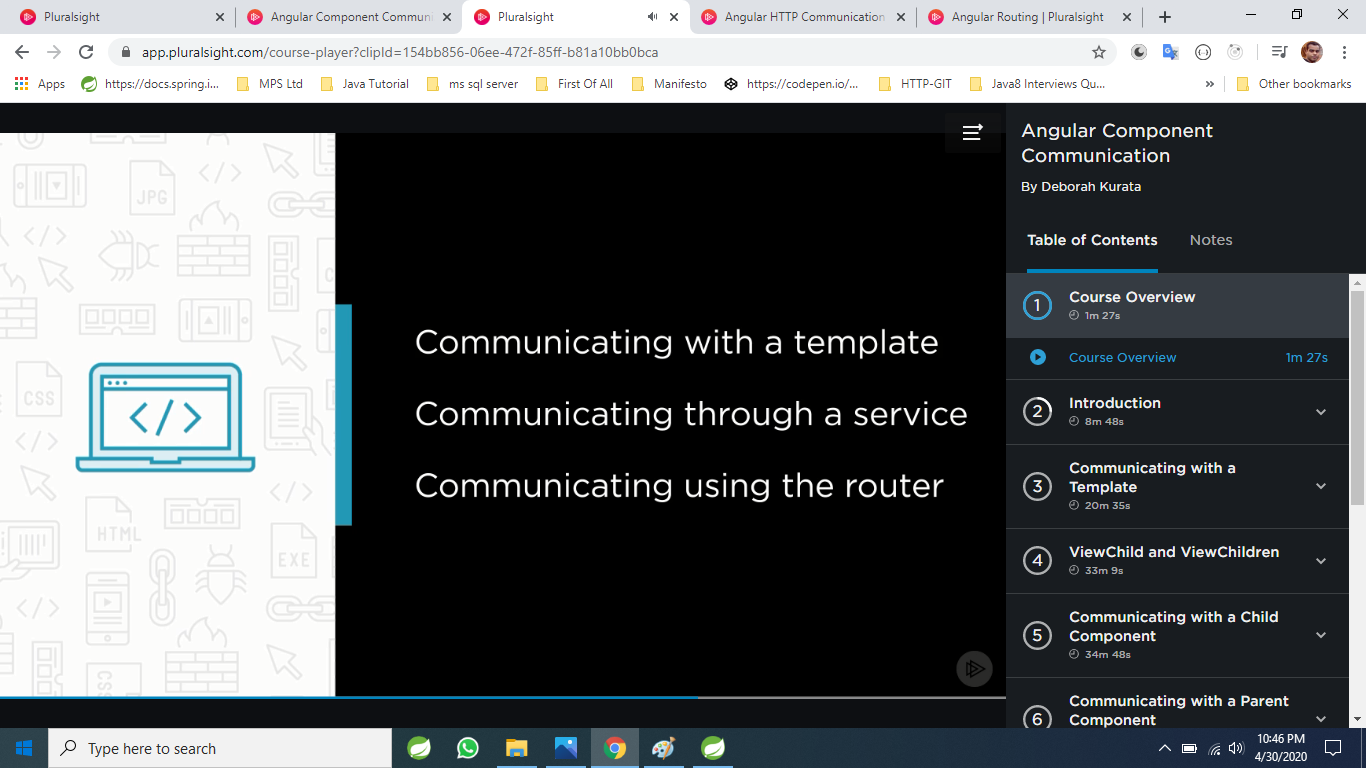 Pluralsight
Angular Component Communi
Pluralsight
Angular HTTP Communication
Angular Routing | Pluralsight
app.pluralsight.com/course-player?clipId=154bb856-06ee-472f-85ff-b81a10bb0bca
Apps
https://docs.spring.i...
MPS Ltd
Java Tutorial
ms sql server
First Of All
Manifesto
https://codepen.io/...
HTTP-GIT
Java8 Interviews Qu...
»
Other bookmarks
JPG
CSS
HTML
EXE
CSS
Communicating with a template
Communicating through a service
Communicating using the router
Angular Component
Communication
By Deborah Kurata
Table of Contents
Notes
1
Course Overview
1m 27s
Course Overview
1m 27s
2
Introduction
8m 48s
3
Communicating with a
Template
20m 35s
4
ViewChild and ViewChildren
33m 9s
5
Communicating with a Child
Component
34m 48s
6
Communicating with a Parent
Component
Type here to search
10:46 PM
4/30/2020